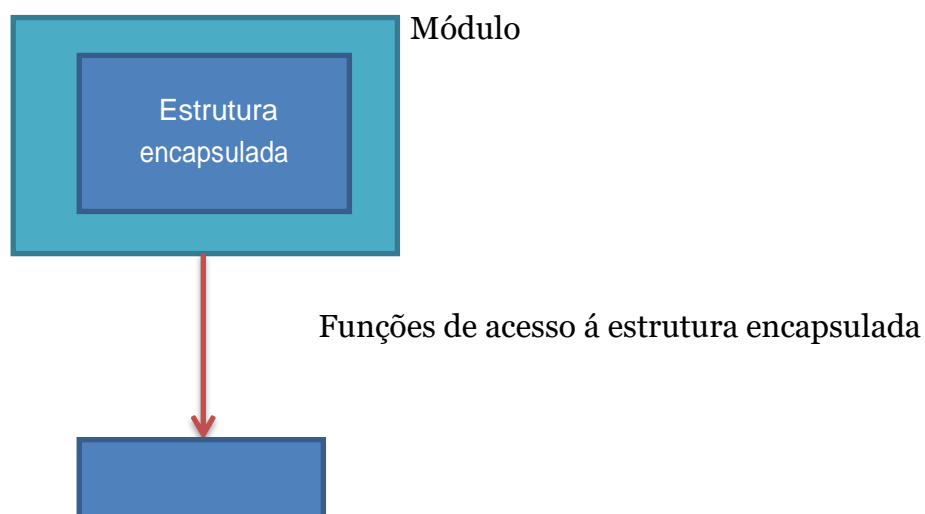 Módulo
Estrutura
encapsulada
Funções de acesso á estrutura encapsulada